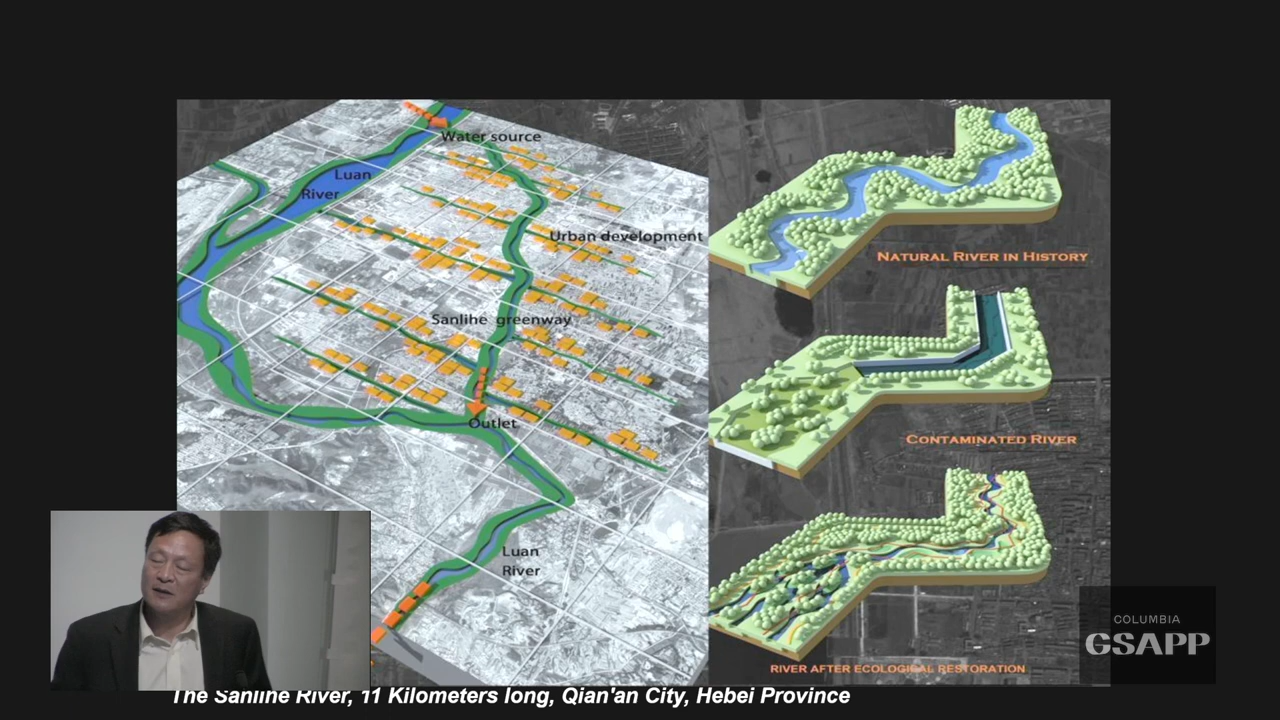 Water source
Luan
River
Urban development
Sanlihe greenway
Outlet
Luan
River
NATURAL RIVER IN HISTORY
CONTAMINATED RIVER
RIVER AFTER ECOLOGICAL RESTORATION
COLUMBIA
GSAPP
The Sanlihe River, 11 Kilometers long, Qian'an City, Hebei Province